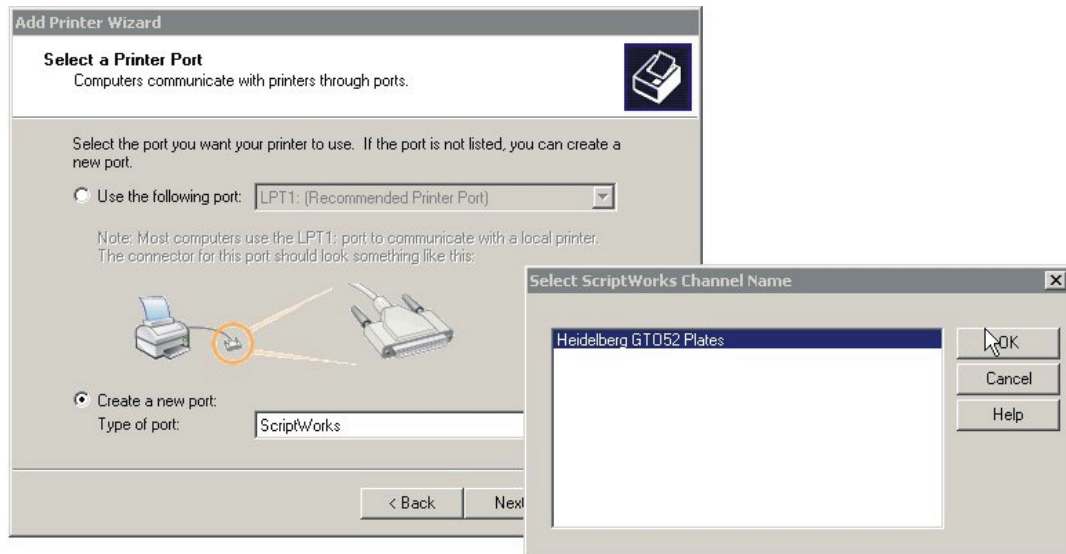 Add Printer Wizard
Select a Printer Port
Computers communicate with printers through ports.
Select the port you want your printer to use. If the port is not listed, you can create a
new port.
Use the following port:
LPT1: (Recommended Printer Port)
Note: Most computers use the LPT1: port to communicate with a local printer.
The connector for this port should look something like this:
Create a new port:
Type of port:
ScriptWorks
< Back
Select ScriptWorks Channel Name
Heidelberg GTO52 Plates
OK
Cancel
Help